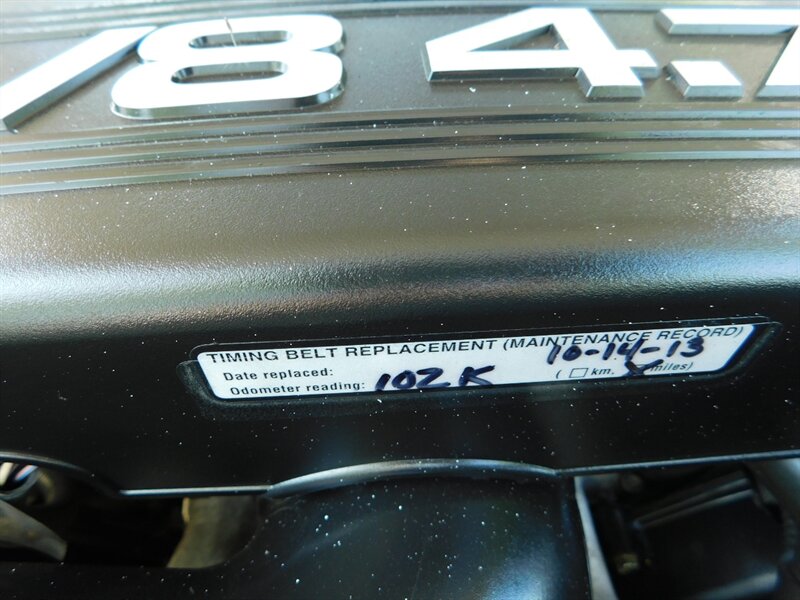 V8 4.7
TIMING BELT REPLACEMENT (MAINTENANCE RECORD)
Date replaced: 10-14-13
Odometer reading: 102K ( km. miles)